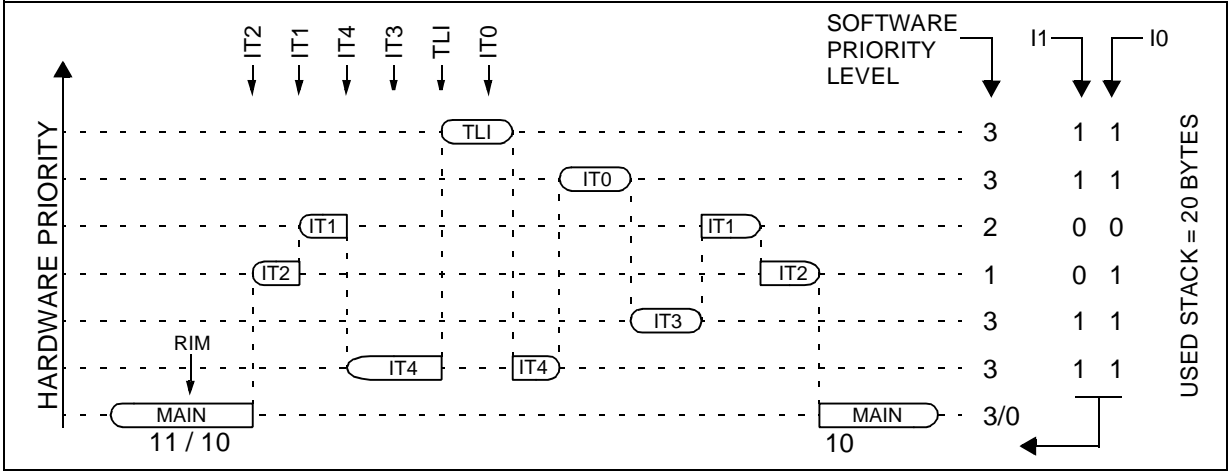 IT2
IT1
IT4
IT3
TLI
IT0
SOFTWARE
PRIORITY
LEVEL
I1
I0
HARDWARE PRIORITY
USED STACK = 20 BYTES
TLI
3
1 1
IT0
3
1 1
IT1
IT1
2
0 0
IT2
IT2
1
0 1
IT3
3
1 1
RIM
IT4
IT4
3
1 1
MAIN
MAIN
3/0
11 / 10
10